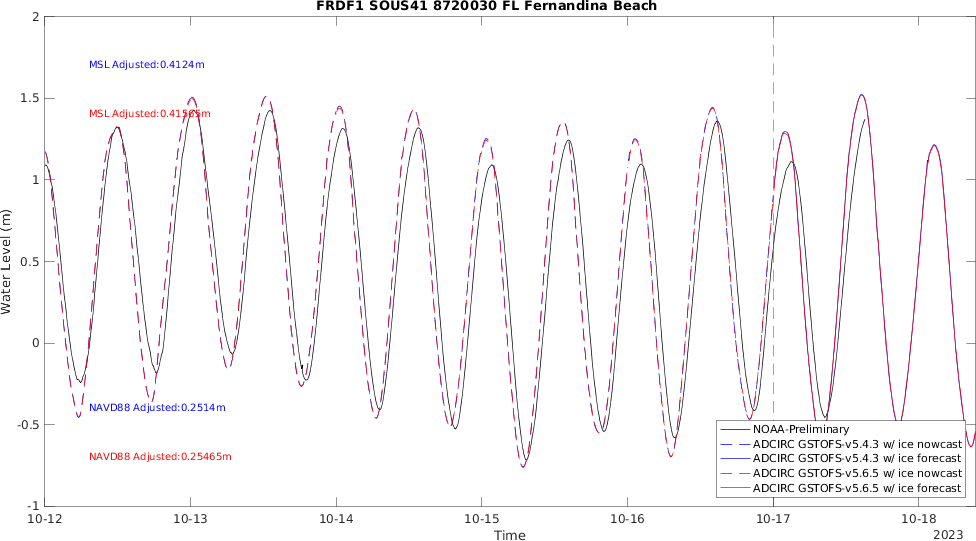 FRDF1 SOUS41 8720030 FL Fernandina Beach
2
1.5
1
0.5
0
-0.5
-1
Water Level (m)
MSL Adjusted:0.4124m
MSL Adjusted:0.41565m
NAVD88 Adjusted:0.2514m
NAVD88 Adjusted:0.25465m
NOAA-Preliminary
ADCIRC GSTOFS-v5.4.3 w/ ice nowcast
ADCIRC GSTOFS-v5.4.3 w/ ice forecast
ADCIRC GSTOFS-v5.6.5 w/ ice nowcast
ADCIRC GSTOFS-v5.6.5 w/ ice forecast
10-12 10-13 10-14 10-15 10-16 10-17 10-18
Time
2023